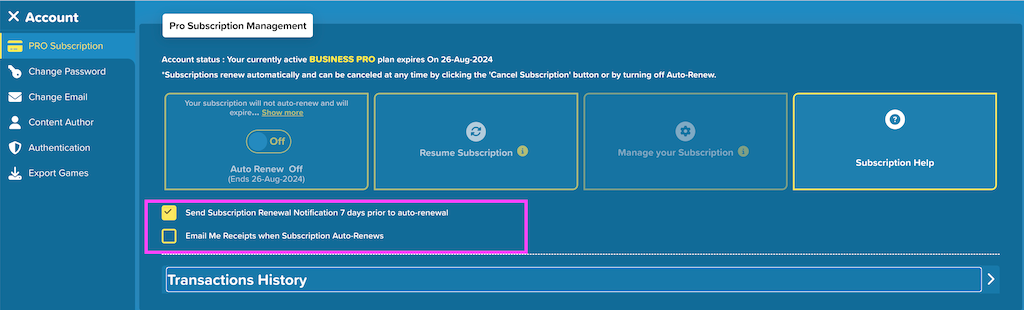 Account
PRO Subscription
Change Password
Change Email
Content Author
Authentication
Export Games
Pro Subscription Management
Account status : Your currently active BUSINESS PRO plan expires On 26-Aug-2024
*Subscriptions renew automatically and can be canceled at any time by clicking the 'Cancel Subscription' button or by turning off Auto-Renew.
Your subscription will not auto-renew and will
expire... Show more
Off
Auto Renew Off
(Ends 26-Aug-2024)
Resume Subscription
Manage your Subscription
Subscription Help
Send Subscription Renewal Notification 7 days prior to auto-renewal
Email Me Receipts when Subscription Auto-Renews
Transactions History